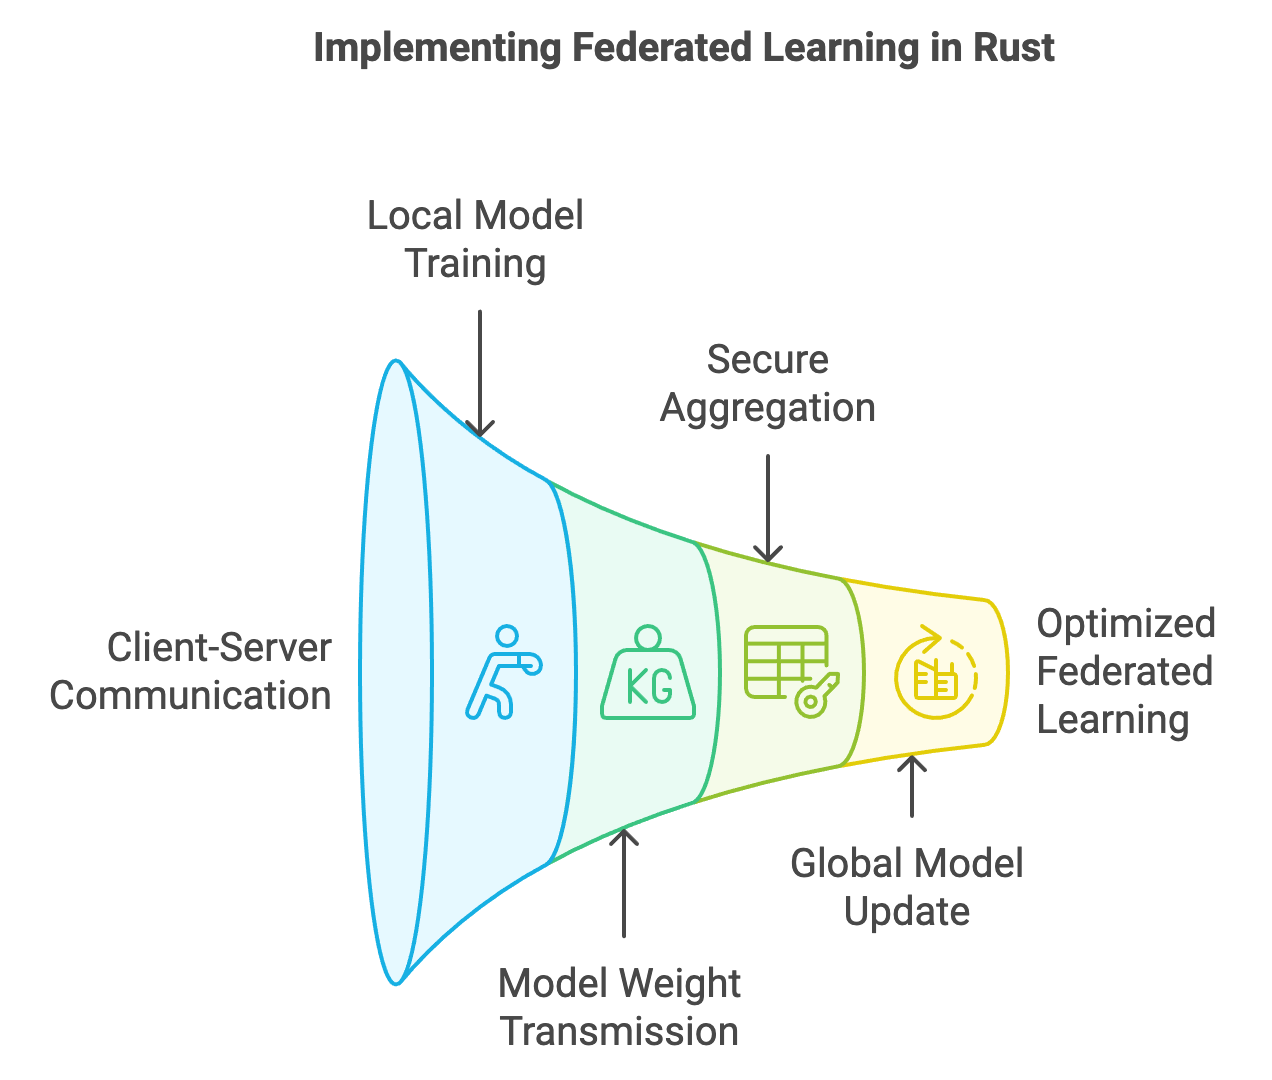 Implementing Federated Learning in Rust
Local Model
Training
Secure
Aggregation
Client-Server
Communication
KG
Optimized
Federated
Learning
Global Model
Update
Model Weight
Transmission